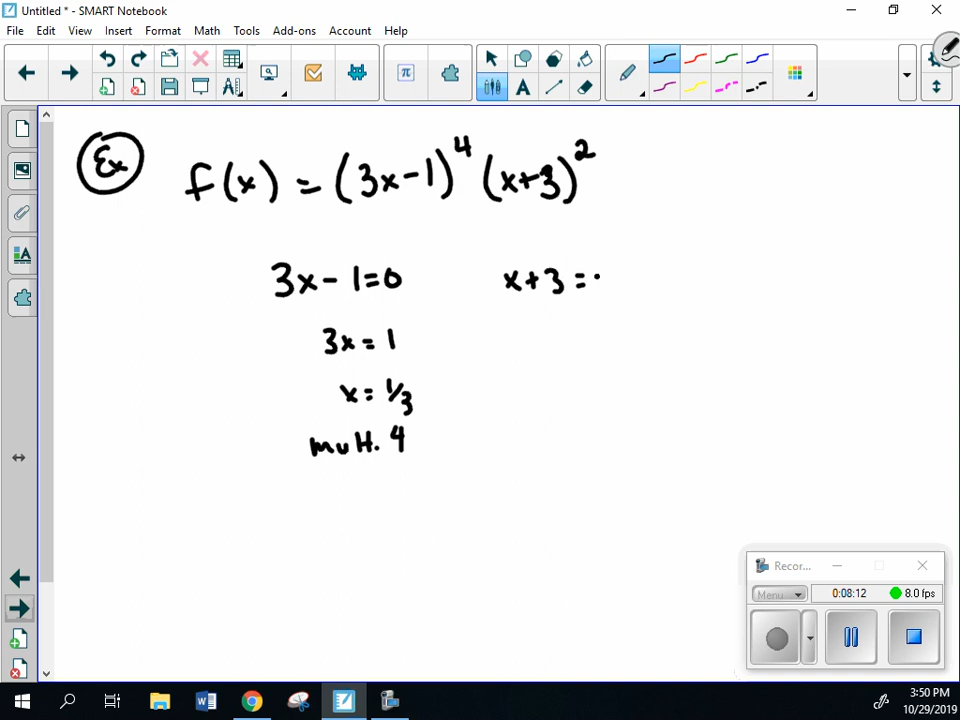 Untitled * - SMART Notebook
File Edit View Insert Format Math Tools Add-ons Account Help
π A
A
Ex f(x) = (3x-1)^4 (x+3)^2
3x - 1 = 0 x+3 =
3x = 1
x = 1/3
mult. 4
Recor...
Menu 0:08:12 8.0 fps
3:50 PM
10/29/2019